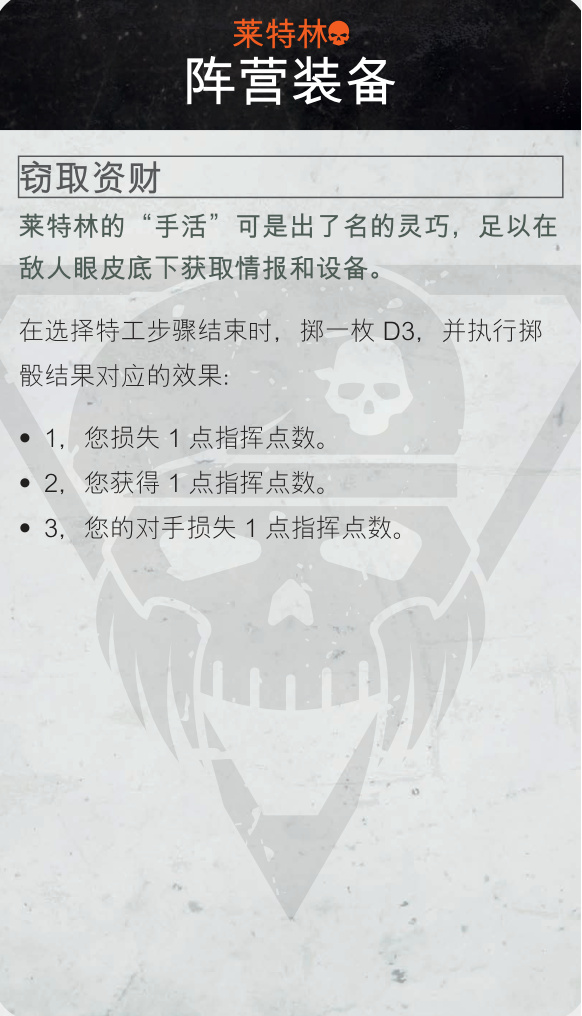 莱特林
阵营装备
窃取资财
莱特林的“手活”可是出了名的灵巧，足以在
敌人眼皮底下获取情报和设备。
在选择特工步骤结束时，掷一枚 D3，并执行掷
骰结果对应的效果:
• 1，您损失 1 点指挥点数。
• 2，您获得 1 点指挥点数。
• 3，您的对手损失 1 点指挥点数。